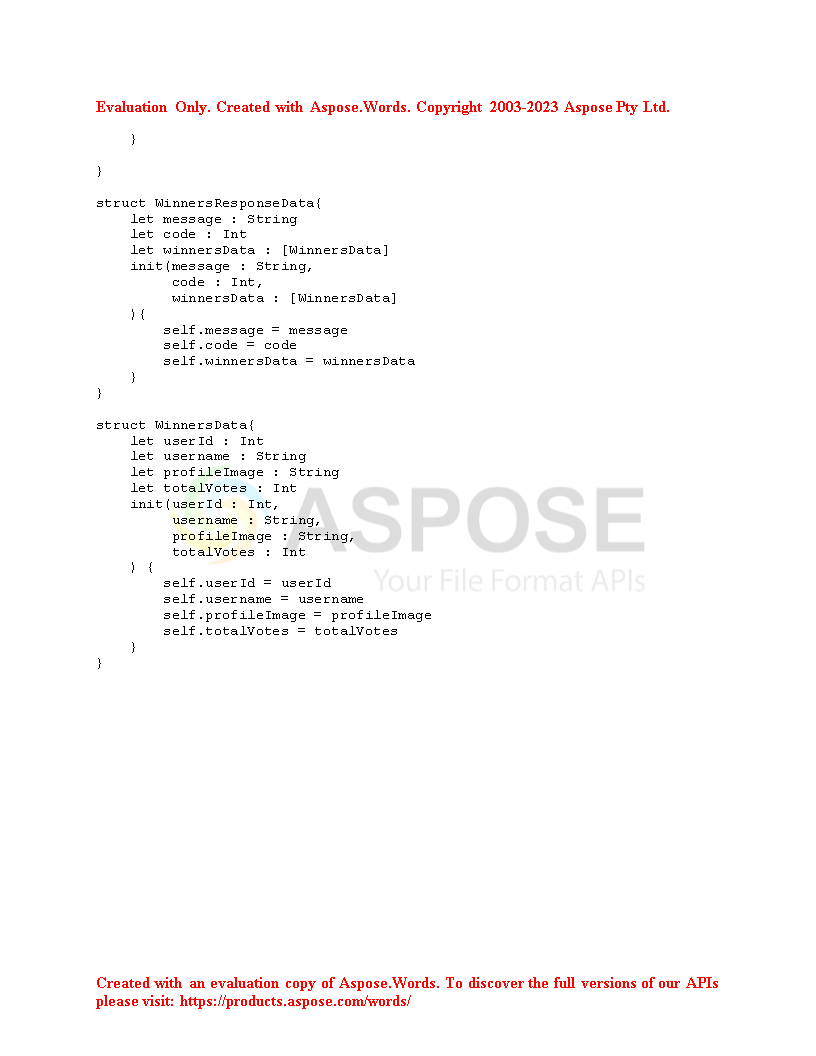 Evaluation Only. Created with Aspose.Words. Copyright 2003-2023 Aspose Pty Ltd.
    }
}
struct WinnersResponseData{
    let message : String
    let code : Int
    let winnersData : [WinnersData]
    init(message : String,
         code : Int,
         winnersData : [WinnersData]
    ){
        self.message = message
        self.code = code
        self.winnersData = winnersData
    }
}
struct WinnersData{
    let userId : Int
    let username : String
    let profileImage : String
    let totalVotes : Int
    init(userId : Int,
         username : String,
         profileImage : String,
         totalVotes : Int
    ) {
        self.userId = userId
        self.username = username
        self.profileImage = profileImage
        self.totalVotes = totalVotes
    }
}
ASPOSE
Your File Format APIs
Created with an evaluation copy of Aspose.Words. To discover the full versions of our APIs
please visit: https://products.aspose.com/words/